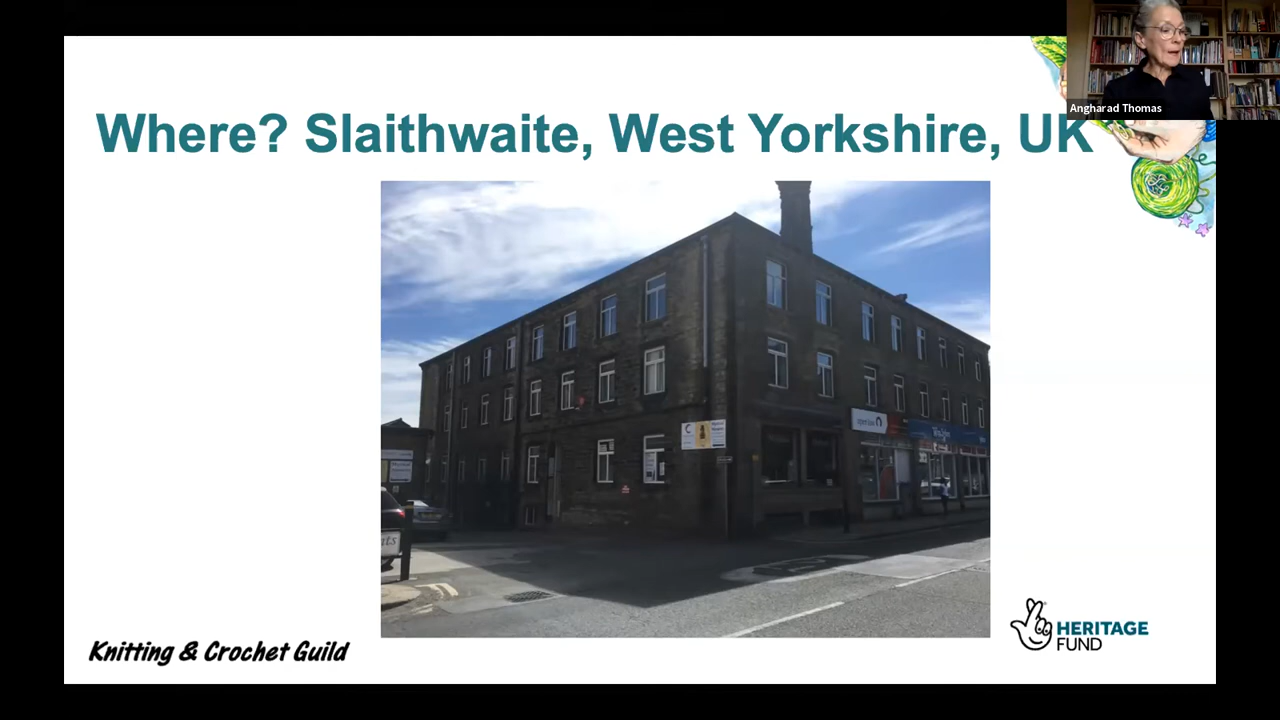 Angharad Thomas
Where? Slaithwaite, West Yorkshire, UK
Knitting & Crochet Guild
HERITAGE
FUND